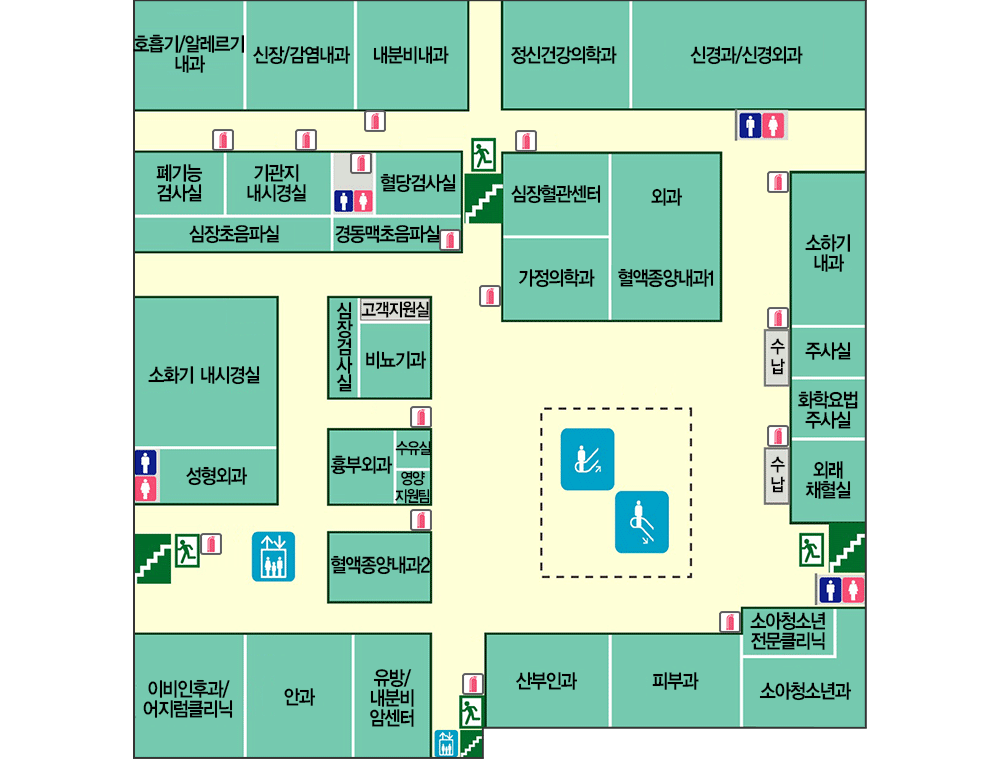 호흡기/알레르기
내과
신장/감염내과
내분비내과
정신건강의학과
신경과/신경외과
폐기능
검사실
기관지
내시경실
혈당검사실
심장초음파실
경동맥초음파실
심장혈관센터
외과
가정의학과
혈액종양내과1
소하기
내과
주사실
화학요법
주사실
외래
채혈실
수
납
수
납
소화기 내시경실
성형외과
심
장
검
사
실
고객지원실
비뇨기과
흉부외과
수유실
영양
지원팀
혈액종양내과2
이비인후과/
어지럼클리닉
안과
유방/
내분비
암센터
산부인과
피부과
소아청소년
전문클리닉
소아청소년과